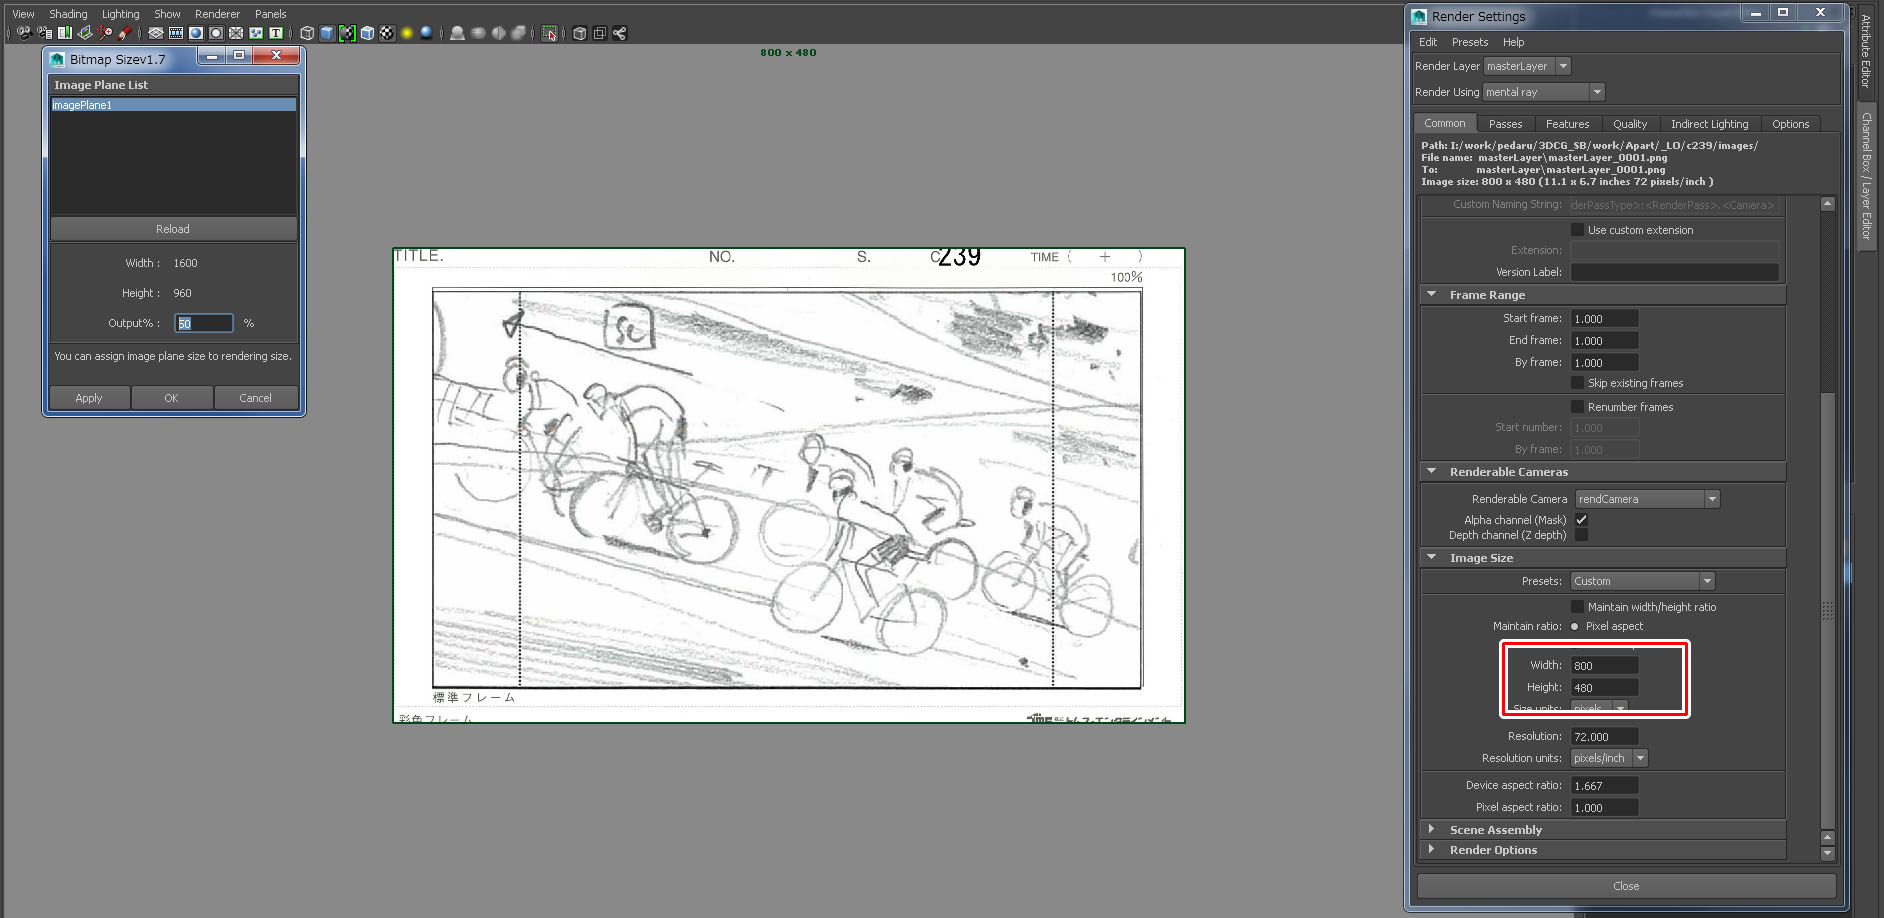 View Shading Lighting Show Renderer Panels
800 x 480
Bitmap Sizev1.7
Image Plane List
imagePlane1
Reload
Width : 1600
Height : 960
Output% : 50 %
You can assign image plane size to rendering size.
Apply OK Cancel
TITLE. NO. S. C 239 TIME ( + )
100%
SC
標準フレーム
彩色フレーム
Render Settings
Edit Presets Help
Render Layer masterLayer
Render Using mental ray
Common Passes Features Quality Indirect Lighting Options
Path: I:/work/pedaru/3DCG_SB/work/Apart/_LO/c239/images/
File name: masterLayer\masterLayer_0001.png
To: masterLayer\masterLayer_0001.png
Image size: 800 x 480 (11.1 x 6.7 inches 72 pixels/inch )
Custom Naming String: derPassType>:<RenderPass>.<Camera>
Use custom extension
Extension:
Version Label:
Frame Range
Start frame: 1.000
End frame: 1.000
By frame: 1.000
Skip existing frames
Renumber frames
Start number: 1.000
By frame: 1.000
Renderable Cameras
Renderable Camera rendCamera
Alpha channel (Mask)
Depth channel (Z depth)
Image Size
Presets: Custom
Maintain width/height ratio
Maintain ratio: Pixel aspect
Width: 800
Height: 480
Size units: pixels
Resolution: 72.000
Resolution units: pixels/inch
Device aspect ratio: 1.667
Pixel aspect ratio: 1.000
Scene Assembly
Render Options
Close
Attribute Editor
Channel Box / Layer Editor